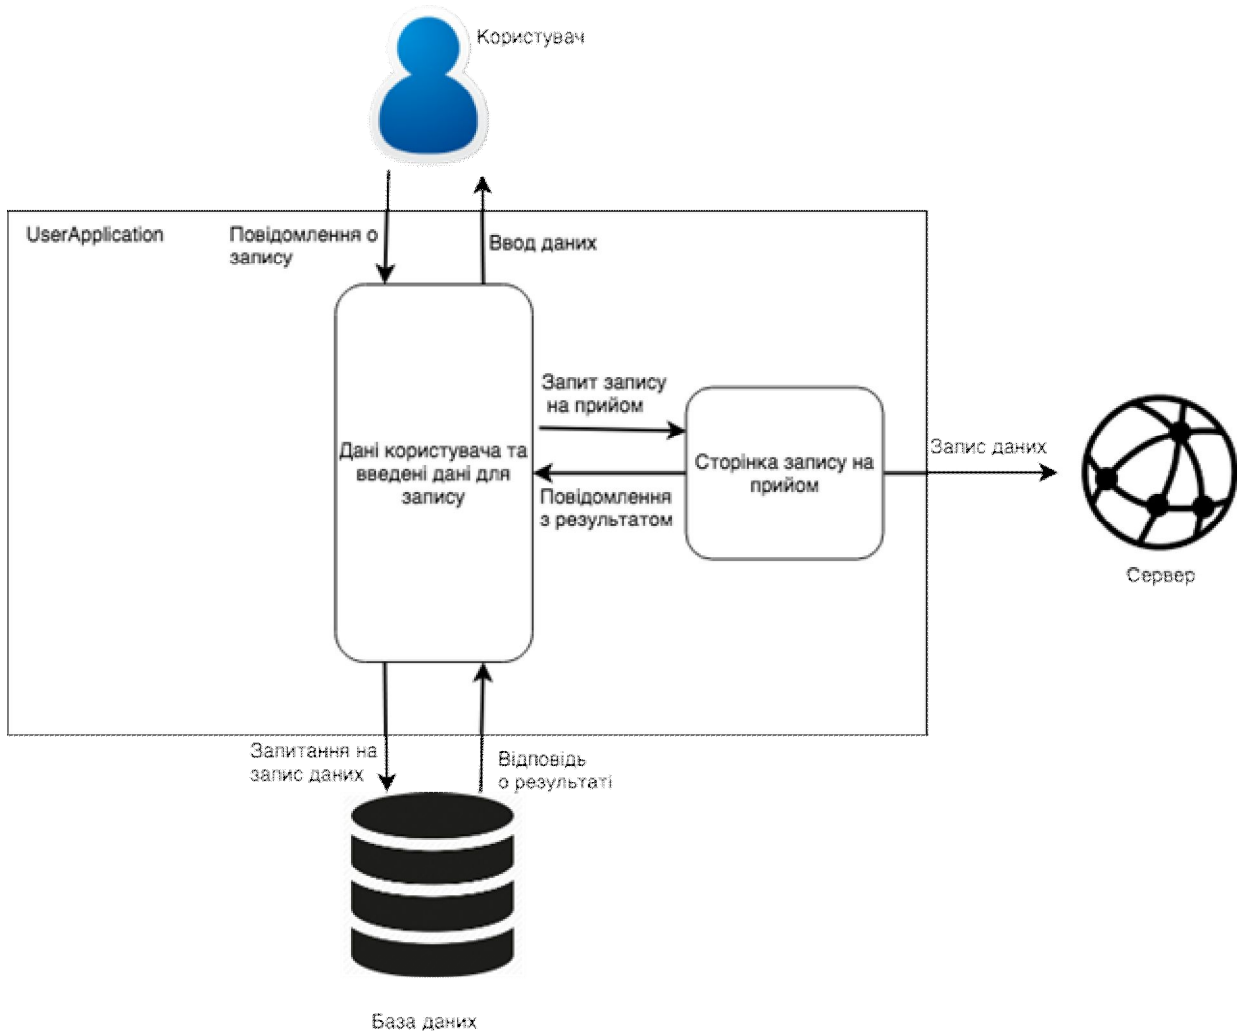 Користувач
UserApplication
Повідомлення о
запису
Ввод даних
Запит запису
на прийом
Дані користувача та
введені дані для
запису
Сторінка запису на
прийом
Повідомлення
з результатом
Запис даних
Сервер
Запитання на
запис даних
Відповідь
о результаті
База даних